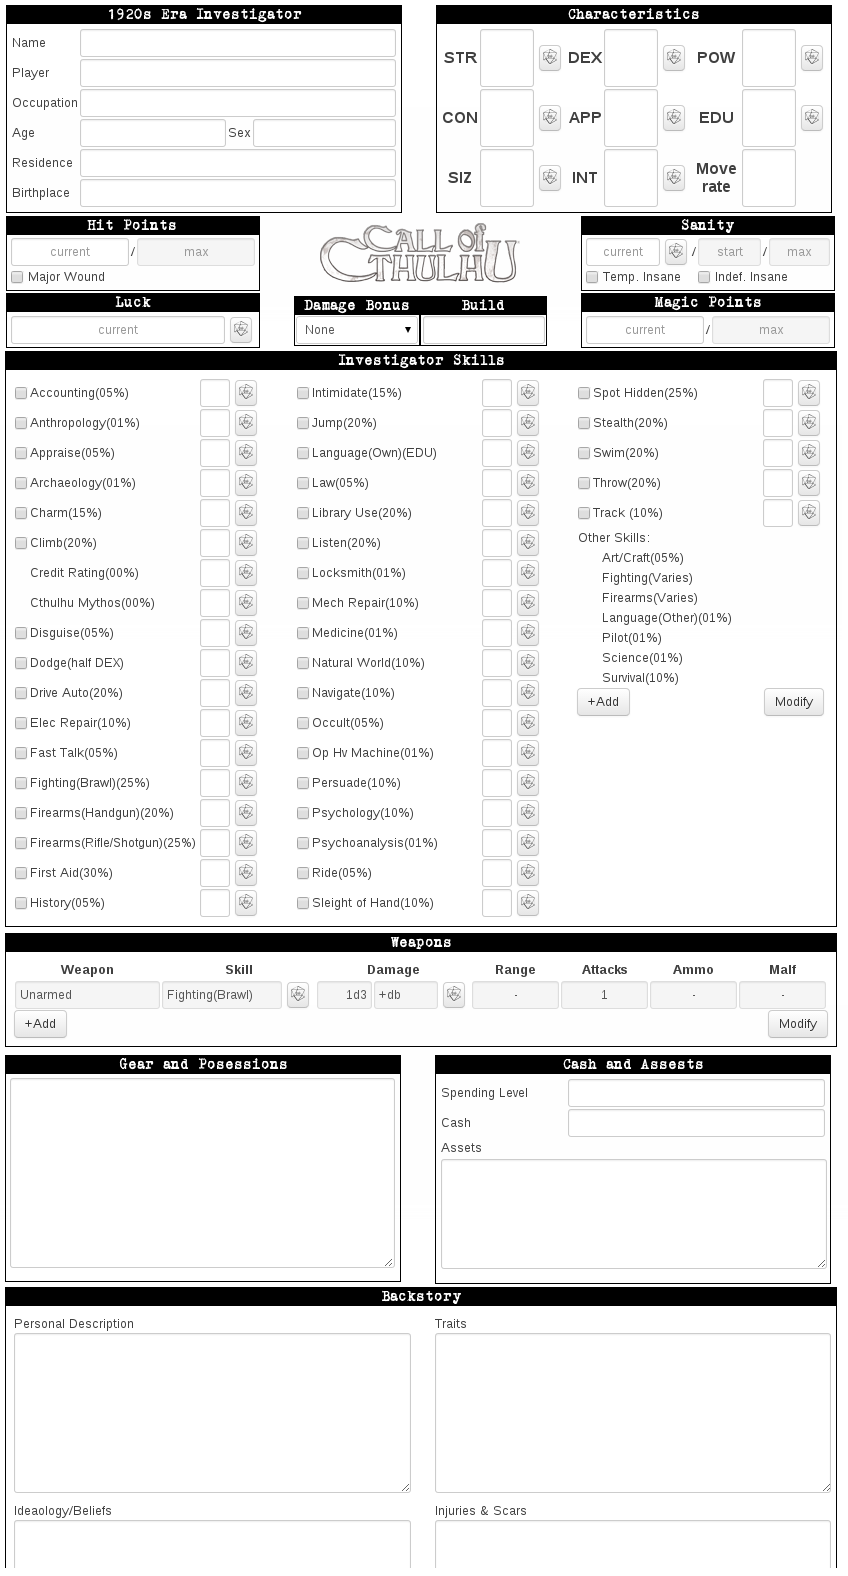 1920s Era Investigator
Name
Player
Occupation
Age Sex
Residence
Birthplace
Characteristics
STR DEX POW
CON APP EDU
SIZ INT Move rate
Hit Points
current / max
Major Wound
CALL of CTHULHU
Sanity
current / start / max
Temp. Insane Indef. Insane
Luck
current
Damage Bonus Build
None
Magic Points
current / max
Investigator Skills
Accounting(05%)
Anthropology(01%)
Appraise(05%)
Archaeology(01%)
Charm(15%)
Climb(20%)
Credit Rating(00%)
Cthulhu Mythos(00%)
Disguise(05%)
Dodge(half DEX)
Drive Auto(20%)
Elec Repair(10%)
Fast Talk(05%)
Fighting(Brawl)(25%)
Firearms(Handgun)(20%)
Firearms(Rifle/Shotgun)(25%)
First Aid(30%)
History(05%)
Intimidate(15%)
Jump(20%)
Language(Own)(EDU)
Law(05%)
Library Use(20%)
Listen(20%)
Locksmith(01%)
Mech Repair(10%)
Medicine(01%)
Natural World(10%)
Navigate(10%)
Occult(05%)
Op Hv Machine(01%)
Persuade(10%)
Psychology(10%)
Psychoanalysis(01%)
Ride(05%)
Sleight of Hand(10%)
Spot Hidden(25%)
Stealth(20%)
Swim(20%)
Throw(20%)
Track (10%)
Other Skills:
Art/Craft(05%)
Fighting(Varies)
Firearms(Varies)
Language(Other)(01%)
Pilot(01%)
Science(01%)
Survival(10%)
+Add Modify
Weapons
Weapon Skill Damage Range Attacks Ammo Malf
Unarmed Fighting(Brawl) 1d3 +db - 1 - -
+Add Modify
Gear and Posessions
Cash and Assests
Spending Level
Cash
Assets
Backstory
Personal Description Traits
Ideaology/Beliefs Injuries & Scars